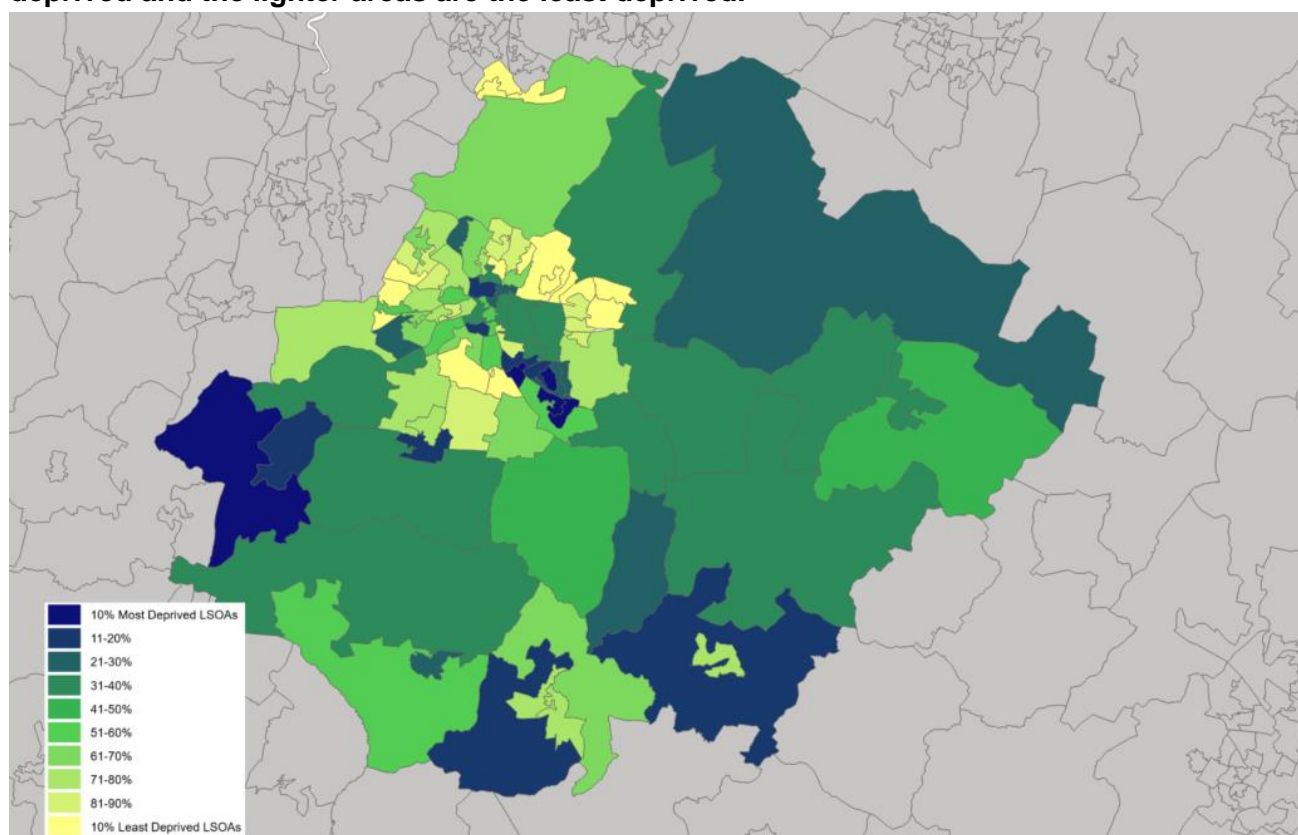 deprived and the lighter areas are the least deprived.
10% Most Deprived LSOAs
11-20%
21-30%
31-40%
41-50%
51-60%
61-70%
71-80%
81-90%
10% Least Deprived LSOAs